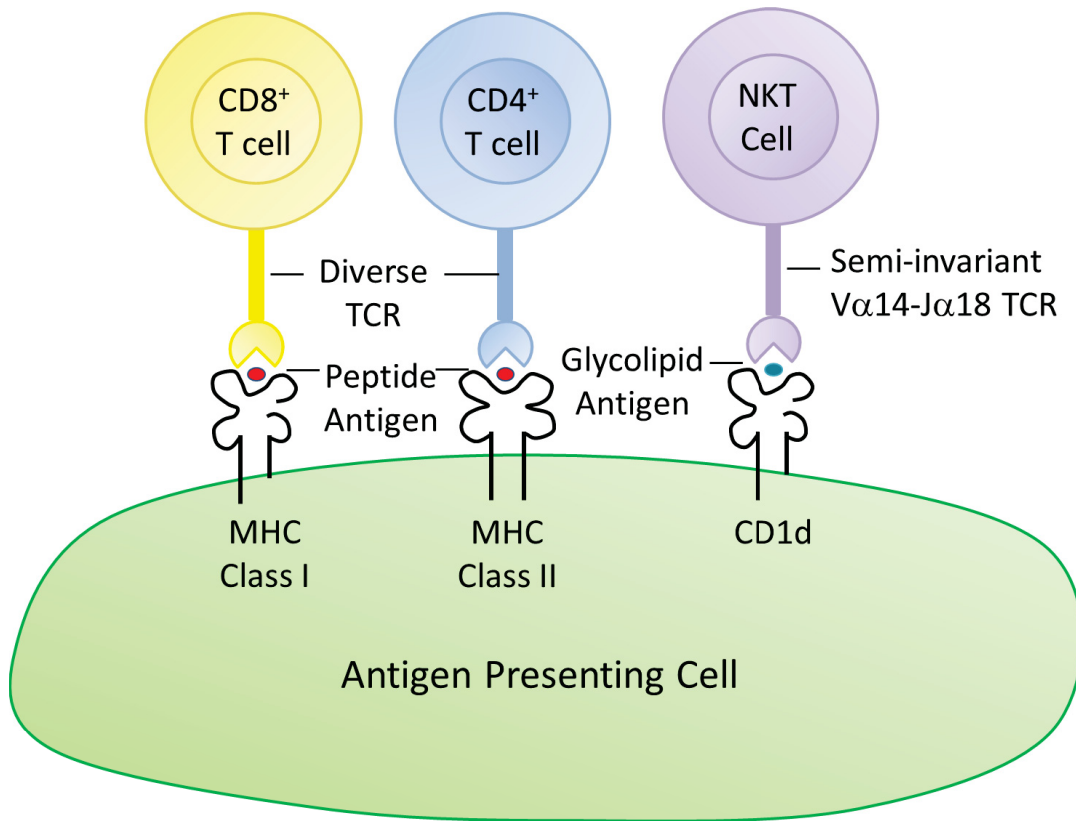 CD8⁺
T cell
CD4⁺
T cell
NKT
Cell
Diverse
TCR
Semi-invariant
Vα14-Jα18 TCR
Peptide
Antigen
Glycolipid
Antigen
MHC
Class I
MHC
Class II
CD1d
Antigen Presenting Cell